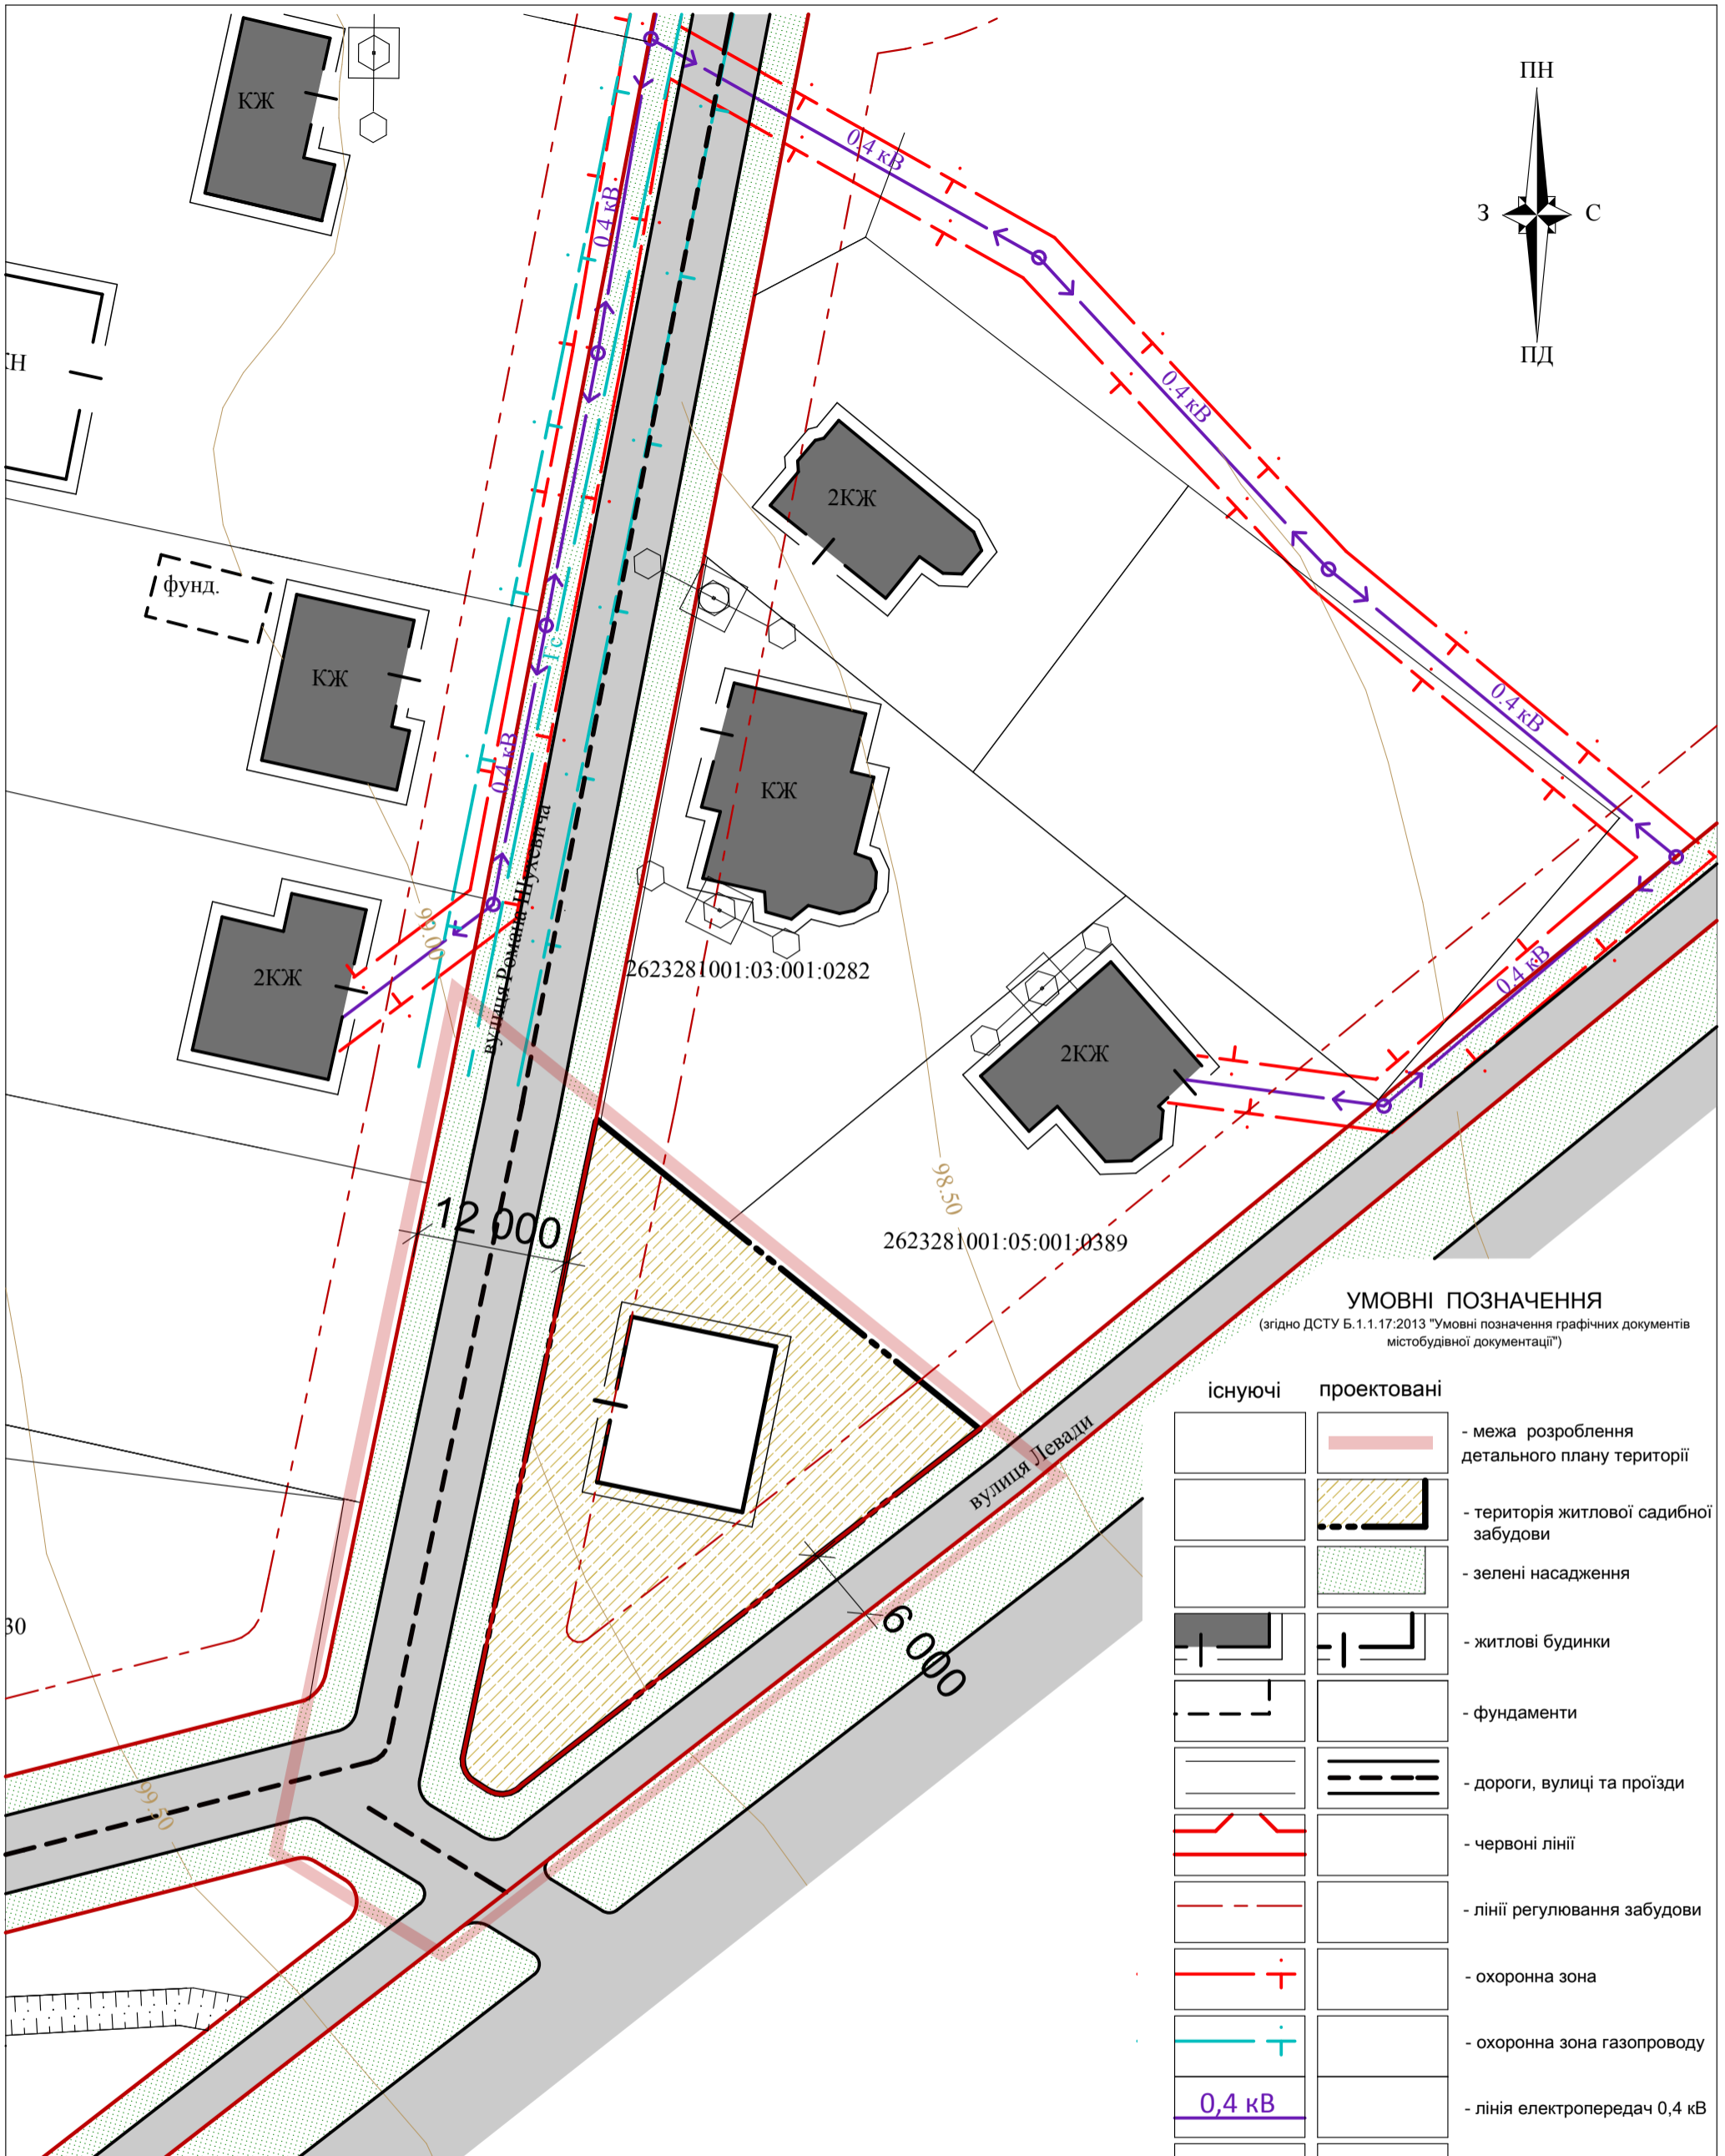 ПН
З
С
ПД
КЖ
0.4 кВ
0.4 кВ
0.4 кВ
2КЖ
фунд.
КЖ
Гс
0.4 кВ
0.4 кВ
КЖ
вулиця Романа Шухевича
99.00
2КЖ
2623281001:03:001:0282
0.4 кВ
2КЖ
98.50
12 000
2623281001:05:001:0389
вулиця Левади
6 000
30
99.50
УМОВНІ ПОЗНАЧЕННЯ
(згідно ДСТУ Б.1.1.17:2013 "Умовні позначення графічних документів
містобудівної документації")
існуючі проектовані
- межа розроблення
детального плану території
- територія житлової садибної
забудови
- зелені насадження
- житлові будинки
- фундаменти
- дороги, вулиці та проїзди
- червоні лінії
- лінії регулювання забудови
- охоронна зона
- охоронна зона газопроводу
0,4 кВ
- лінія електропередач 0,4 кВ